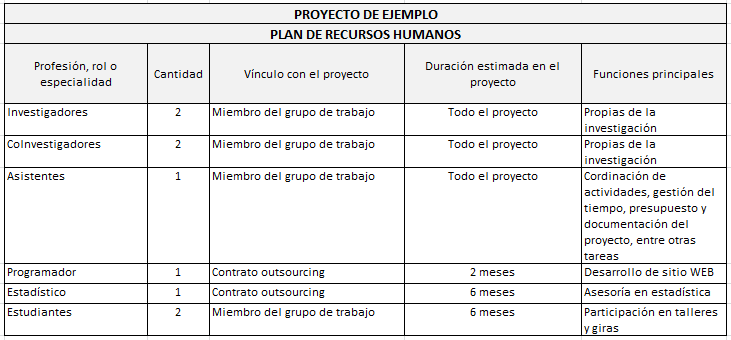 PROYECTO DE EJEMPLO
PLAN DE RECURSOS HUMANOS
Profesión, rol o especialidad Cantidad Vínculo con el proyecto Duración estimada en el proyecto Funciones principales
Investigadores 2 Miembro del grupo de trabajo Todo el proyecto Propias de la
investigación
CoInvestigadores 2 Miembro del grupo de trabajo Todo el proyecto Propias de la
investigación
Asistentes 1 Miembro del grupo de trabajo Todo el proyecto Cordinación de
actividades, gestión del
tiempo, presupuesto y
documentación del
proyecto, entre otras
tareas
Programador 1 Contrato outsourcing 2 meses Desarrollo de sitio WEB
Estadístico 1 Contrato outsourcing 6 meses Asesoría en estadística
Estudiantes 2 Miembro del grupo de trabajo 6 meses Participación en talleres
y giras